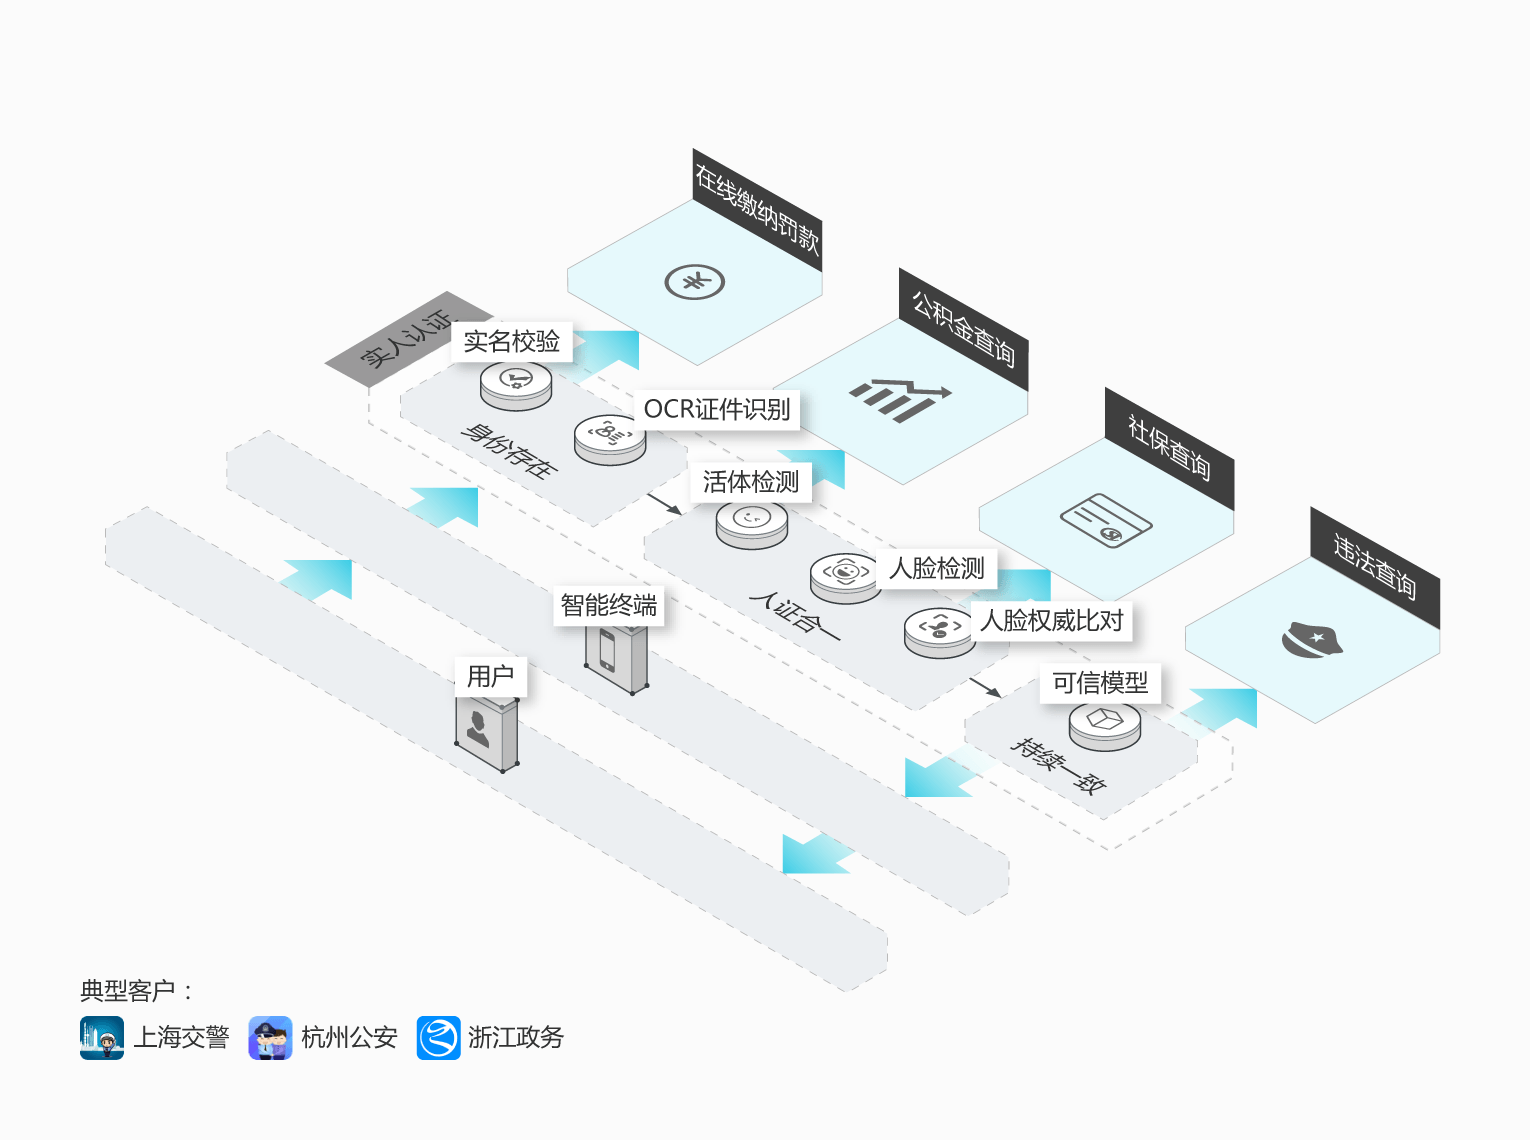 在线缴纳罚款
公积金查询
社保查询
违法查询
实人认证
实名校验
OCR证件识别
身份存在
活体检测
人脸检测
人脸权威比对
人证合一
可信模型
持续一致
智能终端
用户
典型客户：
上海交警
杭州公安
浙江政务